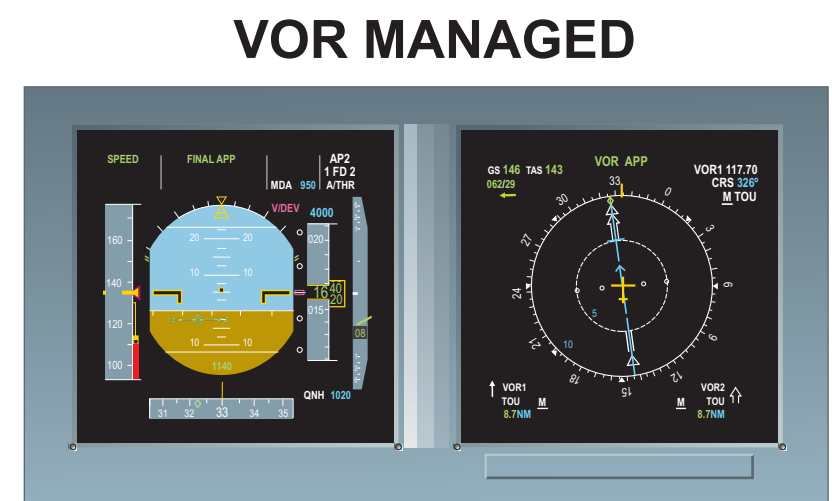 VOR MANAGED
SPEED FINAL APP AP2
1 FD 2
MDA 950 A/THR
V/DEV 4000
160
140
120
100
20 20
10 10
10 10
1140
020
16 40
20
015
08
QNH 1020
31 32 33 34 35
GS 146 TAS 143 VOR APP VOR1 117.70
062/29 CRS 326°
M TOU
33 0 3 6 9 12 15 18 21 24 27 30
5
10
VOR1
TOU M
8.7NM
VOR2
M TOU
8.7NM